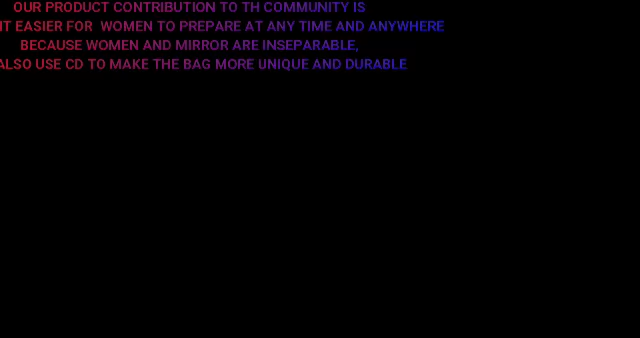 OUR PRODUCT CONTRIBUTION TO TH COMMUNITY IS
IT EASIER FOR WOMEN TO PREPARE AT ANY TIME AND ANYWHERE
BECAUSE WOMEN AND MIRROR ARE INSEPARABLE,
ALSO USE CD TO MAKE THE BAG MORE UNIQUE AND DURABLE